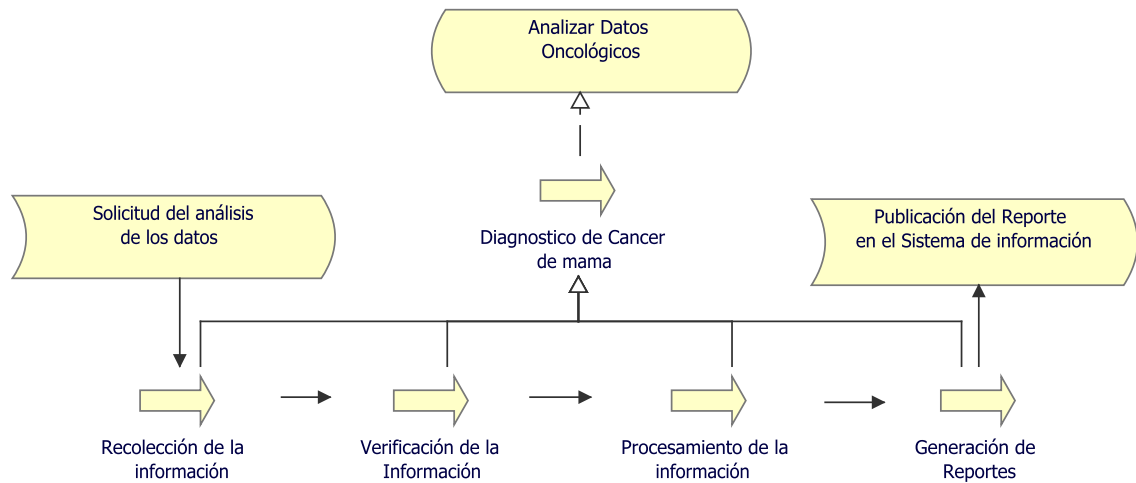 Analizar Datos
Oncológicos
Solicitud del análisis
de los datos
Diagnostico de Cancer
de mama
Publicación del Reporte
en el Sistema de información
Recolección de la
información
Verificación de la
Información
Procesamiento de la
información
Generación de
Reportes